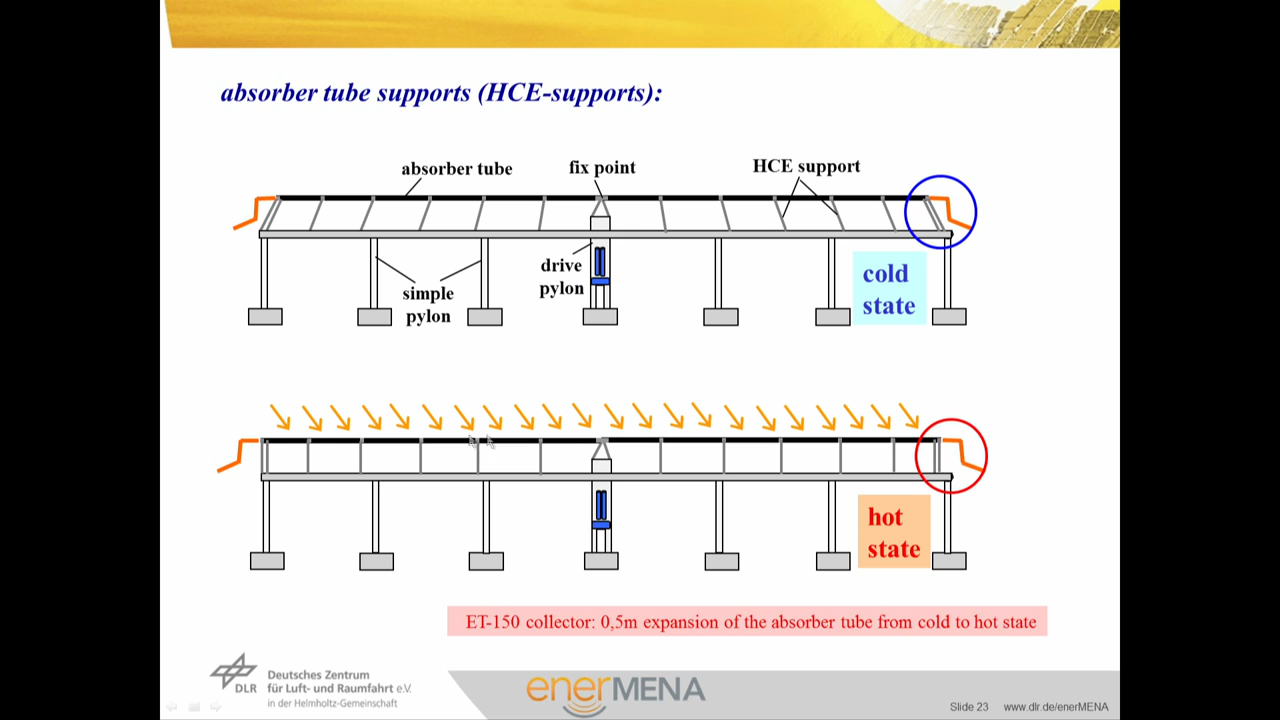 absorber tube supports (HCE-supports):
absorber tube
fix point
HCE support
drive
pylon
simple
pylon
cold
state
hot
state
ET-150 collector: 0,5m expansion of the absorber tube from cold to hot state
DLR
Deutsches Zentrum
für Luft- und Raumfahrt e.V.
in der Helmholtz-Gemeinschaft
enerMENA
Slide 23 www.dlr.de/enerMENA